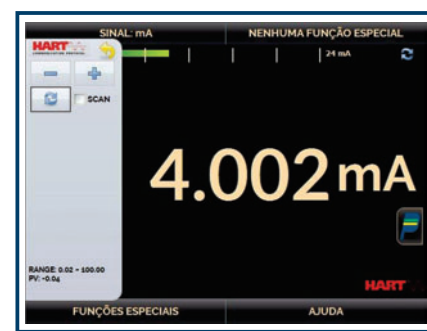 SINAL: mA
NENHUMA FUNÇÃO ESPECIAL
HART
24 mA
SCAN
4.002 mA
RANGE: 0.02 ~ 100.00
PV: -0.04
HART
FUNÇÕES ESPECIAIS
AJUDA